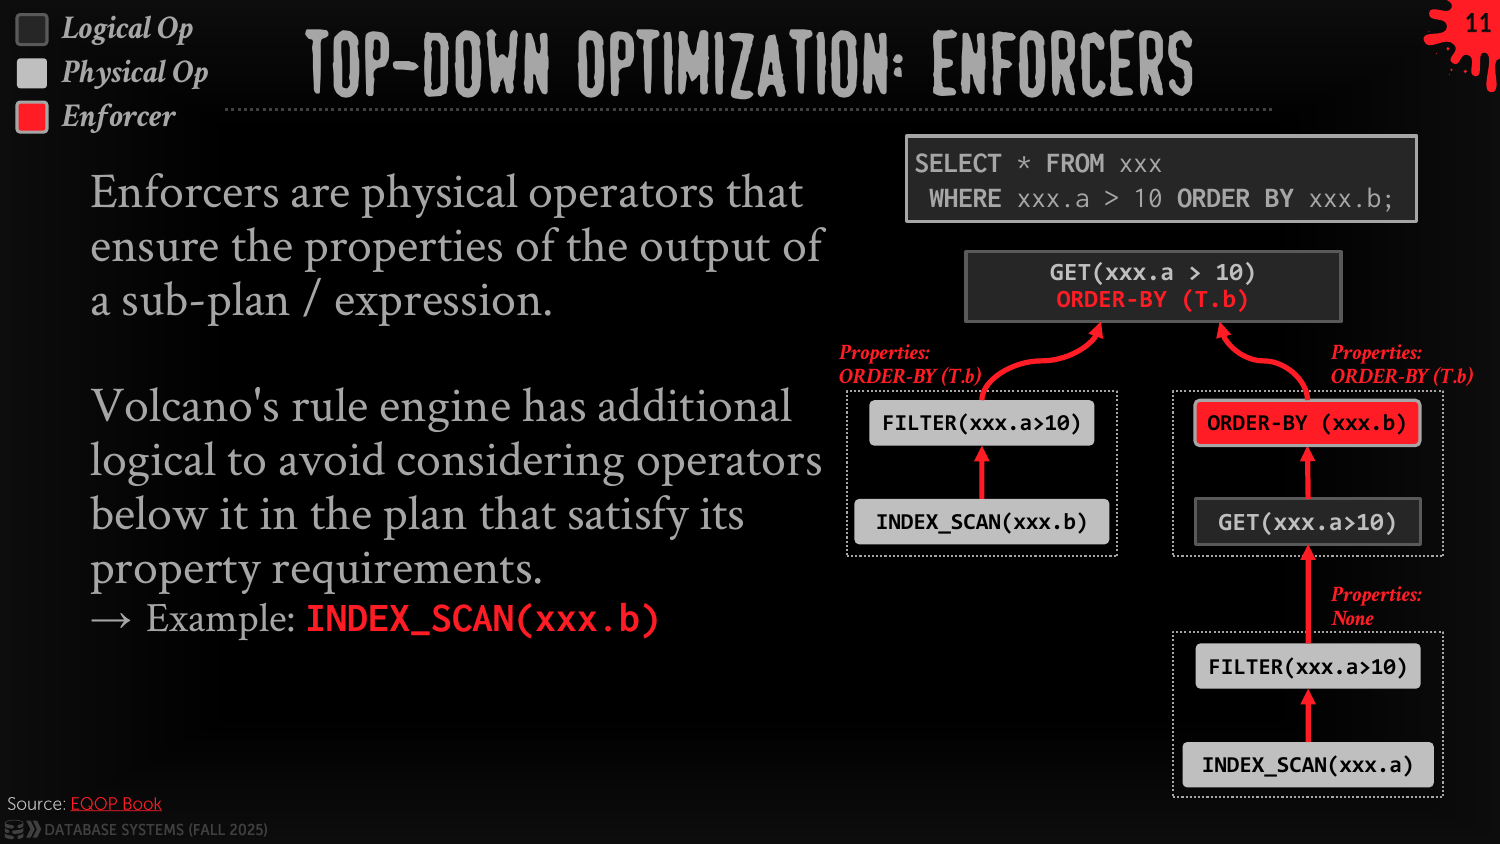 Logical Op
Physical Op
Enforcer
TOP-DOWN OPTIMIZATION: ENFORCERS
11
Enforcers are physical operators that
ensure the properties of the output of
a sub-plan / expression.
Volcano's rule engine has additional
logical to avoid considering operators
below it in the plan that satisfy its
property requirements.
→ Example: INDEX_SCAN(xxx.b)
SELECT * FROM xxx
WHERE xxx.a > 10 ORDER BY xxx.b;
GET(xxx.a > 10)
ORDER-BY (T.b)
Properties:
ORDER-BY (T.b)
FILTER(xxx.a>10)
INDEX_SCAN(xxx.b)
Properties:
ORDER-BY (T.b)
ORDER-BY (xxx.b)
GET(xxx.a>10)
Properties:
None
FILTER(xxx.a>10)
INDEX_SCAN(xxx.a)
Source: EQOP Book
DATABASE SYSTEMS (FALL 2025)